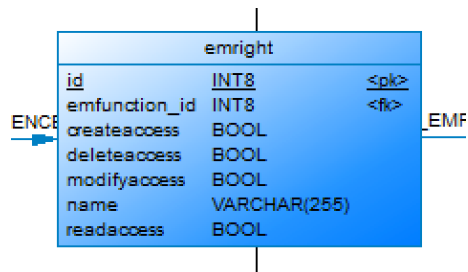 emright
id INT8 <pk>
emfunction_id INT8 <fk>
createaccess BOOL
deleteaccess BOOL
modifyaccess BOOL
name VARCHAR(255)
readaccess BOOL
ENCE
_EMF